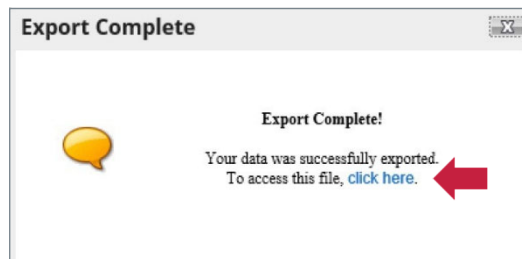 Export Complete
X
Export Complete!
Your data was successfully exported.
To access this file, click here.